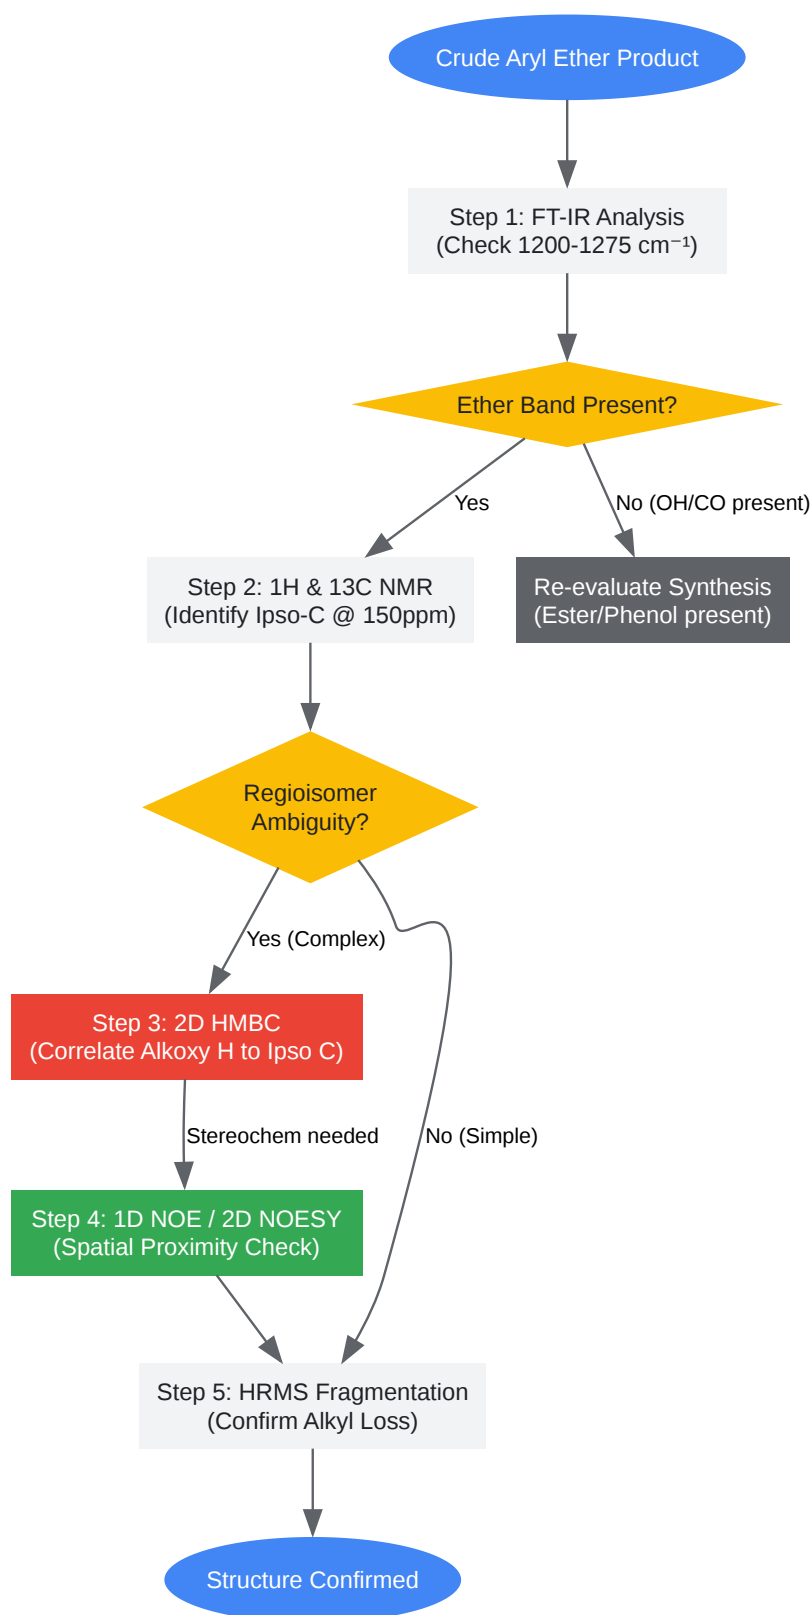 Crude Aryl Ether Product
Step 1: FT-IR Analysis
(Check 1200-1275 cm⁻¹)
Ether Band Present?
Yes
No (OH/CO present)
Step 2: 1H & 13C NMR
(Identify Ipso-C @ 150ppm)
Re-evaluate Synthesis
(Ester/Phenol present)
Regioisomer
Ambiguity?
Yes (Complex)
Step 3: 2D HMBC
(Correlate Alkoxy H to Ipso C)
Stereochem needed
No (Simple)
Step 4: 1D NOE / 2D NOESY
(Spatial Proximity Check)
Step 5: HRMS Fragmentation
(Confirm Alkyl Loss)
Structure Confirmed